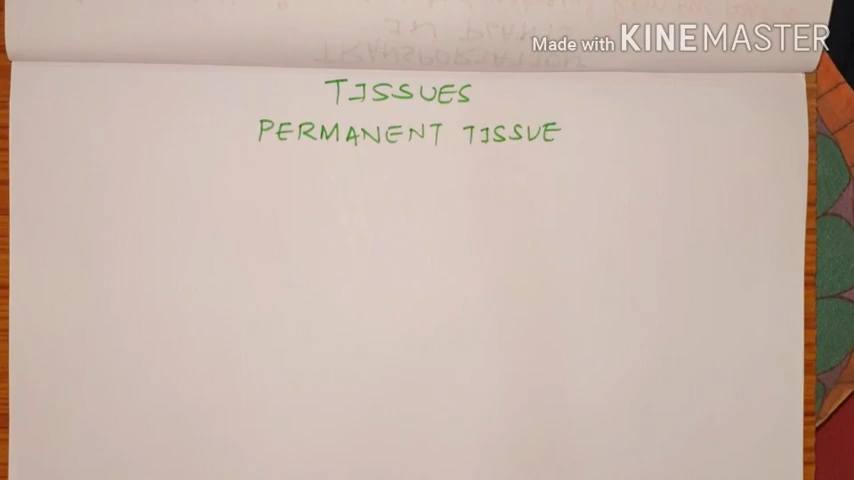 Made with KINEMASTER
TISSUES
PERMANENT TISSUE